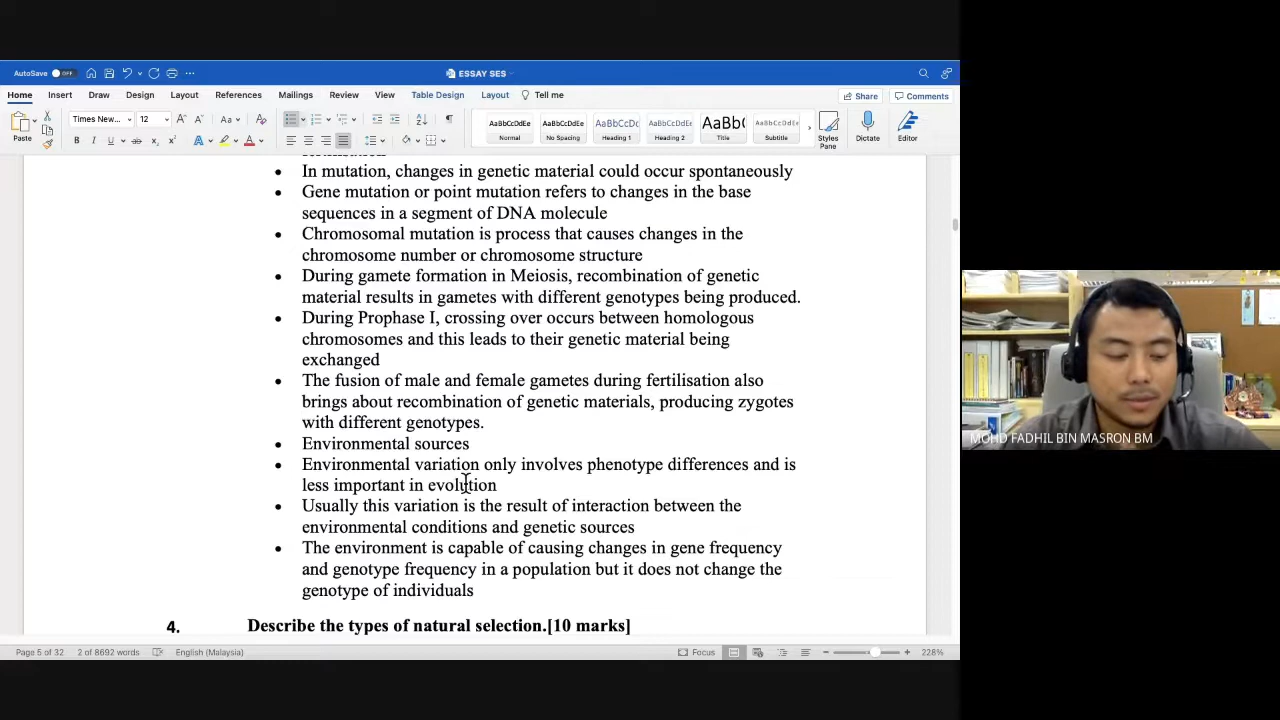 AutoSave OFF ESSAY SES
Home Insert Draw Design Layout References Mailings Review View Table Design Layout Tell me Share Comments
Paste Times New... 12 Normal No Spacing Heading 1 Heading 2 Title Subtitle Styles Pane Dictate Editor
• In mutation, changes in genetic material could occur spontaneously
• Gene mutation or point mutation refers to changes in the base
sequences in a segment of DNA molecule
• Chromosomal mutation is process that causes changes in the
chromosome number or chromosome structure
• During gamete formation in Meiosis, recombination of genetic
material results in gametes with different genotypes being produced.
• During Prophase I, crossing over occurs between homologous
chromosomes and this leads to their genetic material being
exchanged
• The fusion of male and female gametes during fertilisation also
brings about recombination of genetic materials, producing zygotes
with different genotypes.
• Environmental sources
• Environmental variation only involves phenotype differences and is
less important in evolution
• Usually this variation is the result of interaction between the
environmental conditions and genetic sources
• The environment is capable of causing changes in gene frequency
and genotype frequency in a population but it does not change the
genotype of individuals
4. Describe the types of natural selection.[10 marks]
Page 5 of 32 2 of 8692 words English (Malaysia) Focus 228%
MOHD FADHIL BIN MASRON BM